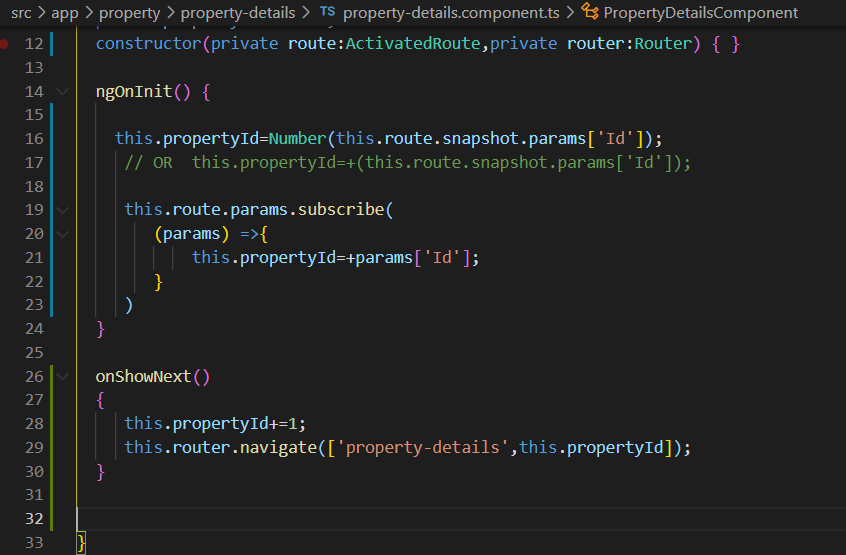 src > app > property > property-details > TS property-details.component.ts > PropertyDetailsComponent
12 constructor(private route:ActivatedRoute,private router:Router) { }
13
14 ngOnInit() {
15
16 this.propertyId=Number(this.route.snapshot.params['Id']);
17 // OR  this.propertyId=+(this.route.snapshot.params['Id']);
18
19 this.route.params.subscribe(
20 (params) =>{
21 this.propertyId=+params['Id'];
22 }
23 )
24 }
25
26 onShowNext()
27 {
28 this.propertyId+=1;
29 this.router.navigate(['property-details',this.propertyId]);
30 }
31
32
33 }